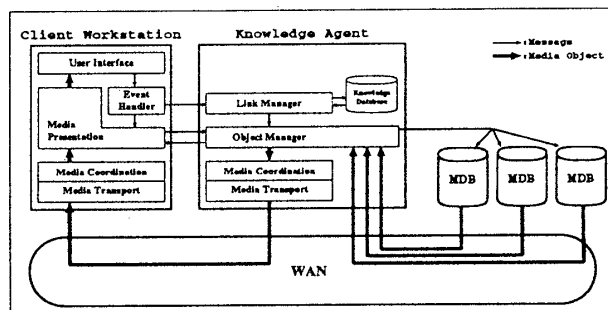 Client Workstation
User Interface
Event
Handler
Media
Presentation
Media Coordination
Media Transport
Knowledge Agent
Link Manager
Knowledge
Database
Object Manager
Media Coordination
Media Transport
:Message
:Media Object
MDB
MDB
MDB
WAN